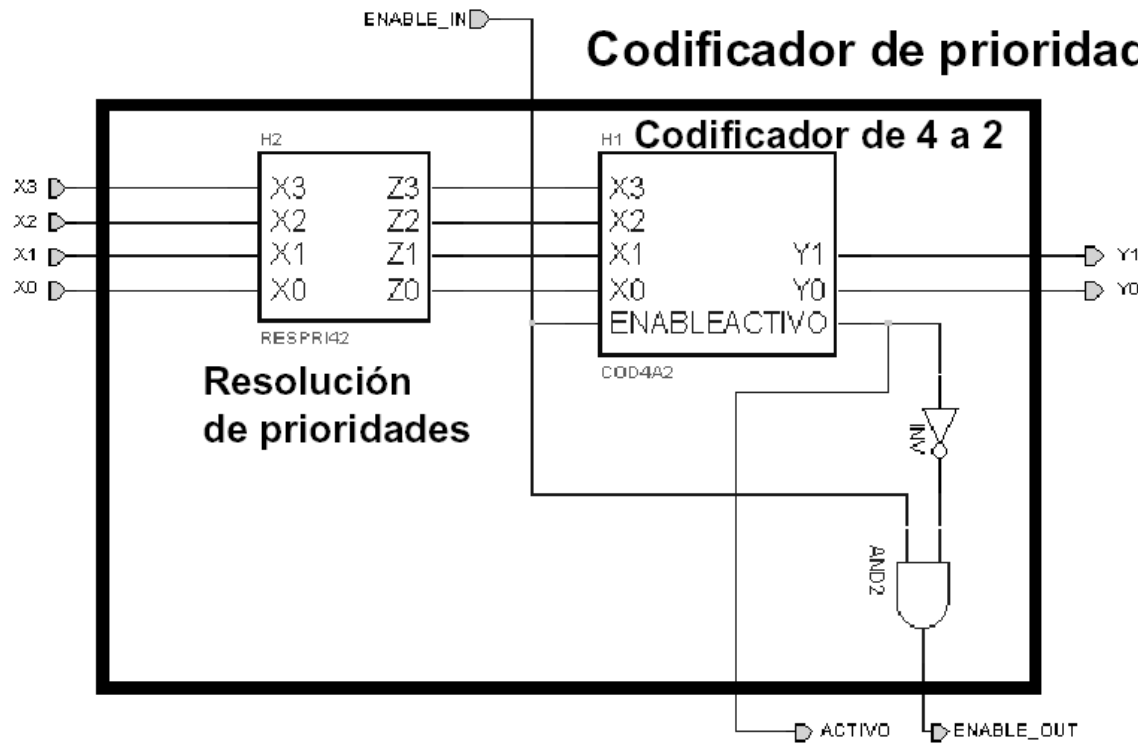 ENABLE_IN
Codificador de prioridad
H2
H1 Codificador de 4 a 2
X3 X3 Z3 X3
X2 X2 Z2 X2
X1 X1 Z1 X1 Y1 Y1
X0 X0 Z0 X0 Y0 Y0
ENABLEACTIVO
RESPRI42
COD4A2
Resolución
de prioridades
INV
AND2
ACTIVO
ENABLE_OUT